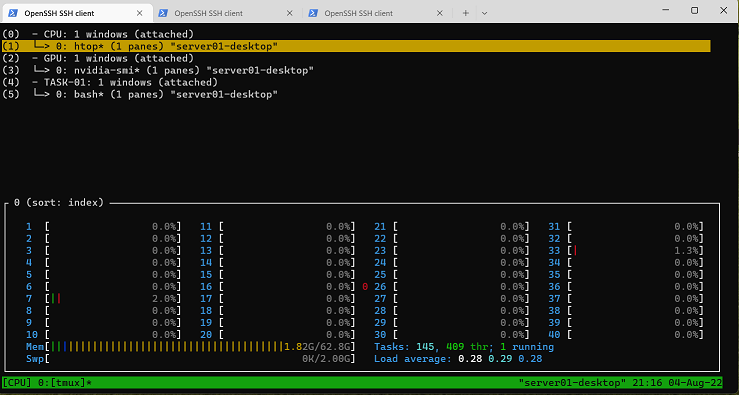 OpenSSH SSH client OpenSSH SSH client OpenSSH SSH client
(0) - CPU: 1 windows (attached)
(1) └─> 0: htop* (1 panes) "server01-desktop"
(2) - GPU: 1 windows (attached)
(3) └─> 0: nvidia-smi* (1 panes) "server01-desktop"
(4) - TASK-01: 1 windows (attached)
(5) └─> 0: bash* (1 panes) "server01-desktop"
0 (sort: index)
1 [ 0.0%] 11 [ 0.0%] 21 [ 0.0%] 31 [ 0.0%]
2 [ 0.0%] 12 [ 0.0%] 22 [ 0.0%] 32 [ 0.0%]
3 [ 0.0%] 13 [ 0.0%] 23 [ 0.0%] 33 [| 1.3%]
4 [ 0.0%] 14 [ 0.0%] 24 [ 0.0%] 34 [ 0.0%]
5 [ 0.0%] 15 [ 0.0%] 25 [ 0.0%] 35 [ 0.0%]
6 [ 0.0%] 16 [ 0.0%] 0 26 [ 0.0%] 36 [ 0.0%]
7 [|| 2.0%] 17 [ 0.0%] 27 [ 0.0%] 37 [ 0.0%]
8 [ 0.0%] 18 [ 0.0%] 28 [ 0.0%] 38 [ 0.0%]
9 [ 0.0%] 19 [ 0.0%] 29 [ 0.0%] 39 [ 0.0%]
10 [ 0.0%] 20 [ 0.0%] 30 [ 0.0%] 40 [ 0.0%]
Mem[|||||||||||||||||||||||||||||||||||||||1.82G/62.8G] Tasks: 145, 409 thr; 1 running
Swp[ 0K/2.00G] Load average: 0.28 0.29 0.28
[CPU] 0:[tmux]* "server01-desktop" 21:16 04-Aug-22